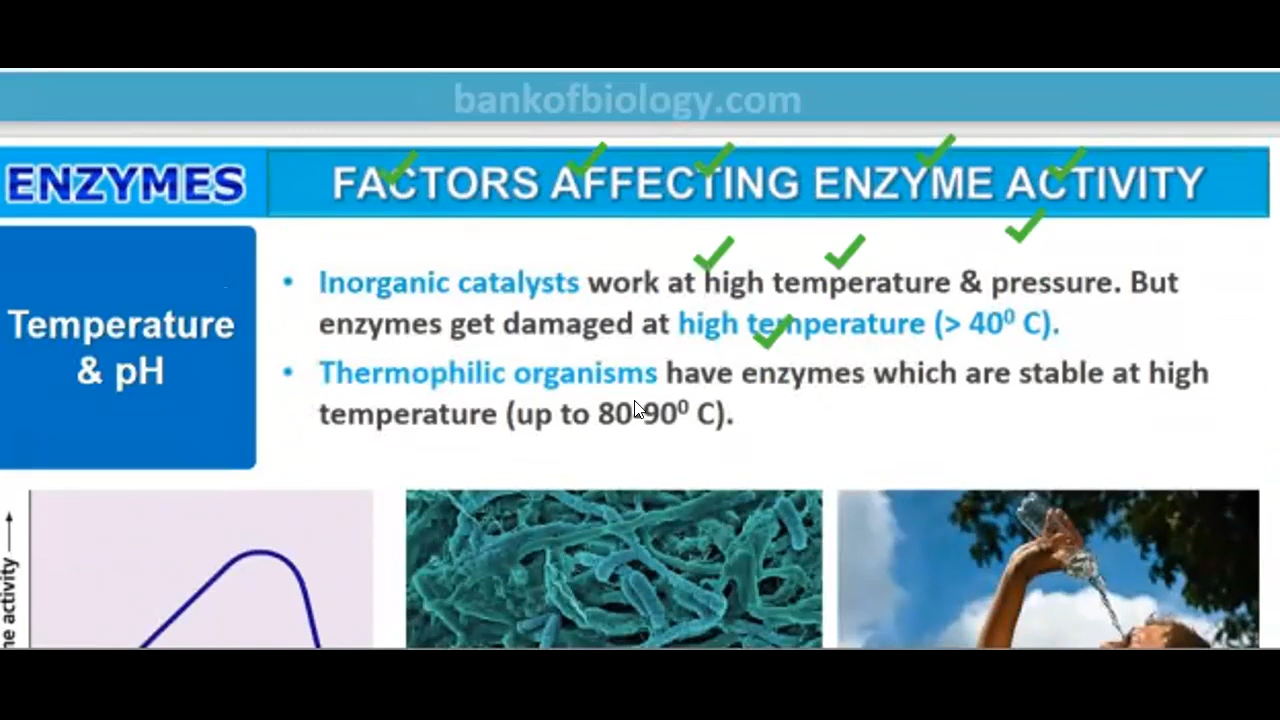 bankofbiology.com
ENZYMES
FACTORS AFFECTING ENZYME ACTIVITY
Temperature
& pH
• Inorganic catalysts work at high temperature & pressure. But
enzymes get damaged at high temperature (> 40⁰ C).
• Thermophilic organisms have enzymes which are stable at high
temperature (up to 80-90⁰ C).
activity